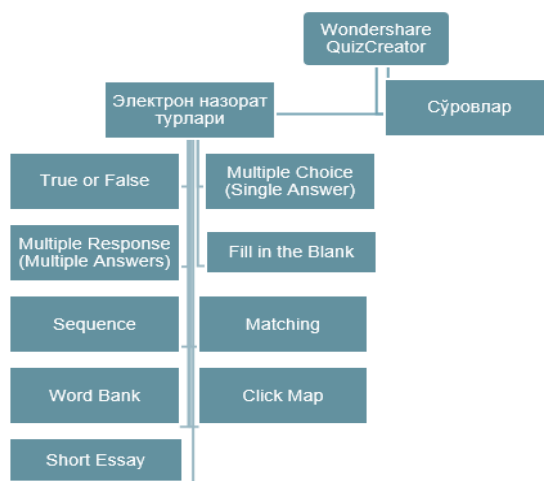 Wondershare
QuizCreator
Электрон назорат
турлари
Сўровлар
True or False
Multiple Choice
(Single Answer)
Multiple Response
(Multiple Answers)
Fill in the Blank
Sequence
Matching
Word Bank
Click Map
Short Essay